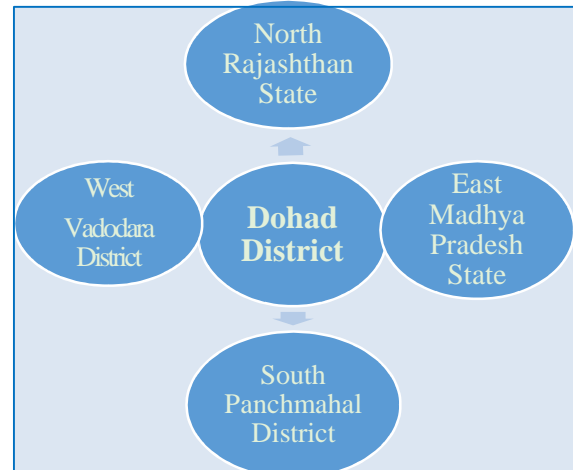 North
Rajashthan
State
West
Vadodara
District
Dohad
District
East
Madhya
Pradesh
State
South
Panchmahal
District